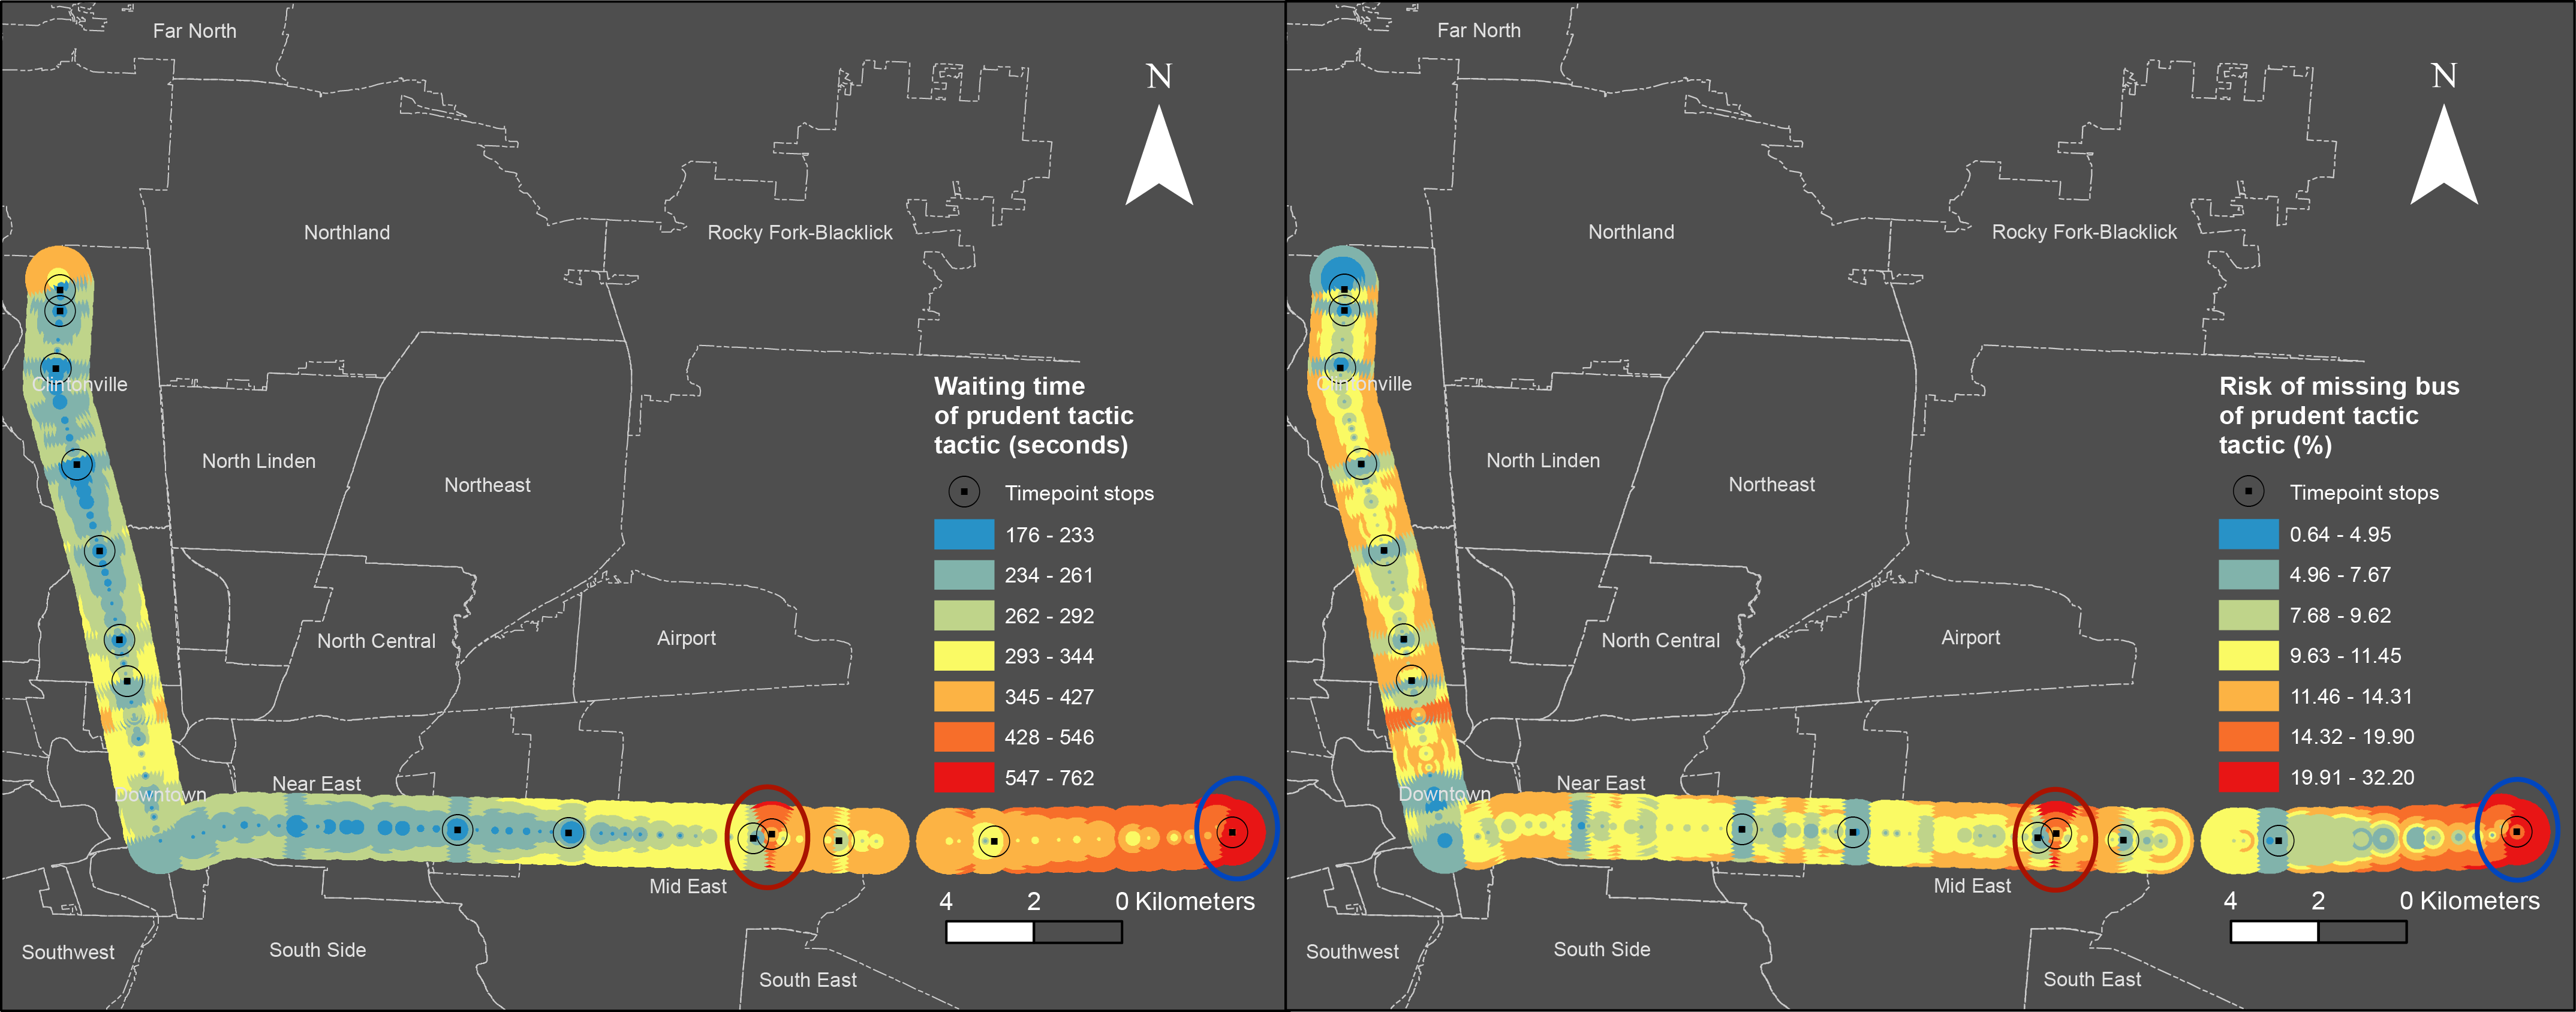 Far North
N
Northland
Rocky Fork-Blacklick
Clintonville
Waiting time
of prudent tactic
tactic (seconds)
North Linden
Northeast
Timepoint stops
176 - 233
234 - 261
262 - 292
293 - 344
345 - 427
428 - 546
547 - 762
North Central
Airport
Near East
Downtown
Mid East
4 2 0 Kilometers
Southwest
South Side
South East
Far North
N
Northland
Rocky Fork-Blacklick
Clintonville
Risk of missing bus
of prudent tactic
tactic (%)
North Linden
Northeast
Timepoint stops
0.64 - 4.95
4.96 - 7.67
7.68 - 9.62
9.63 - 11.45
11.46 - 14.31
14.32 - 19.90
19.91 - 32.20
North Central
Airport
Near East
Downtown
Mid East
4 2 0 Kilometers
Southwest
South Side
South East